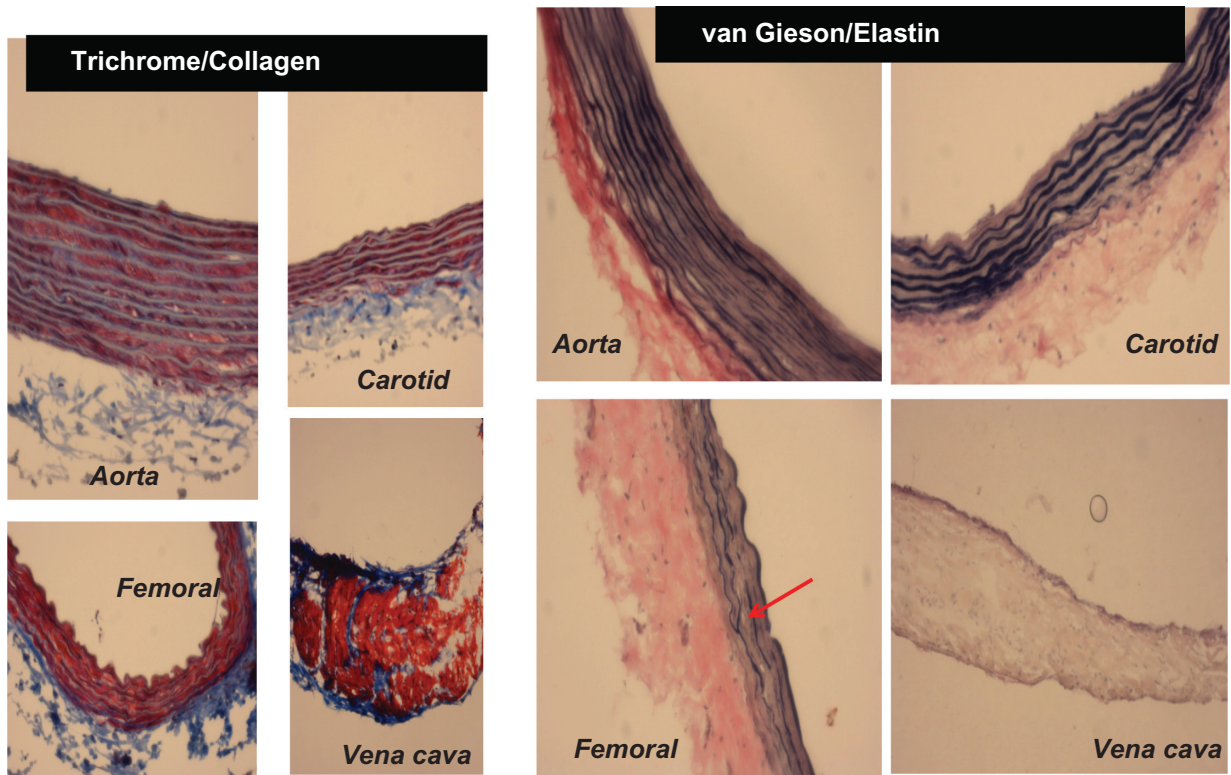 Trichrome/Collagen
Aorta
Carotid
Femoral
Vena cava
van Gieson/Elastin
Aorta
Carotid
Femoral
Vena cava